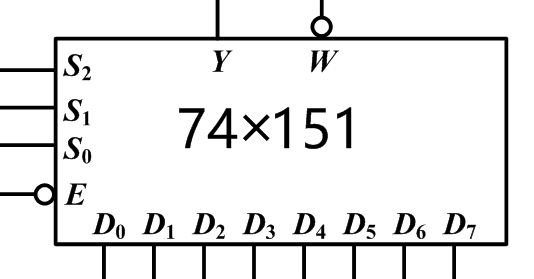 Y W
S₂
S₁
74×151
S₀
E
D₀ D₁ D₂ D₃ D₄ D₅ D₆ D₇